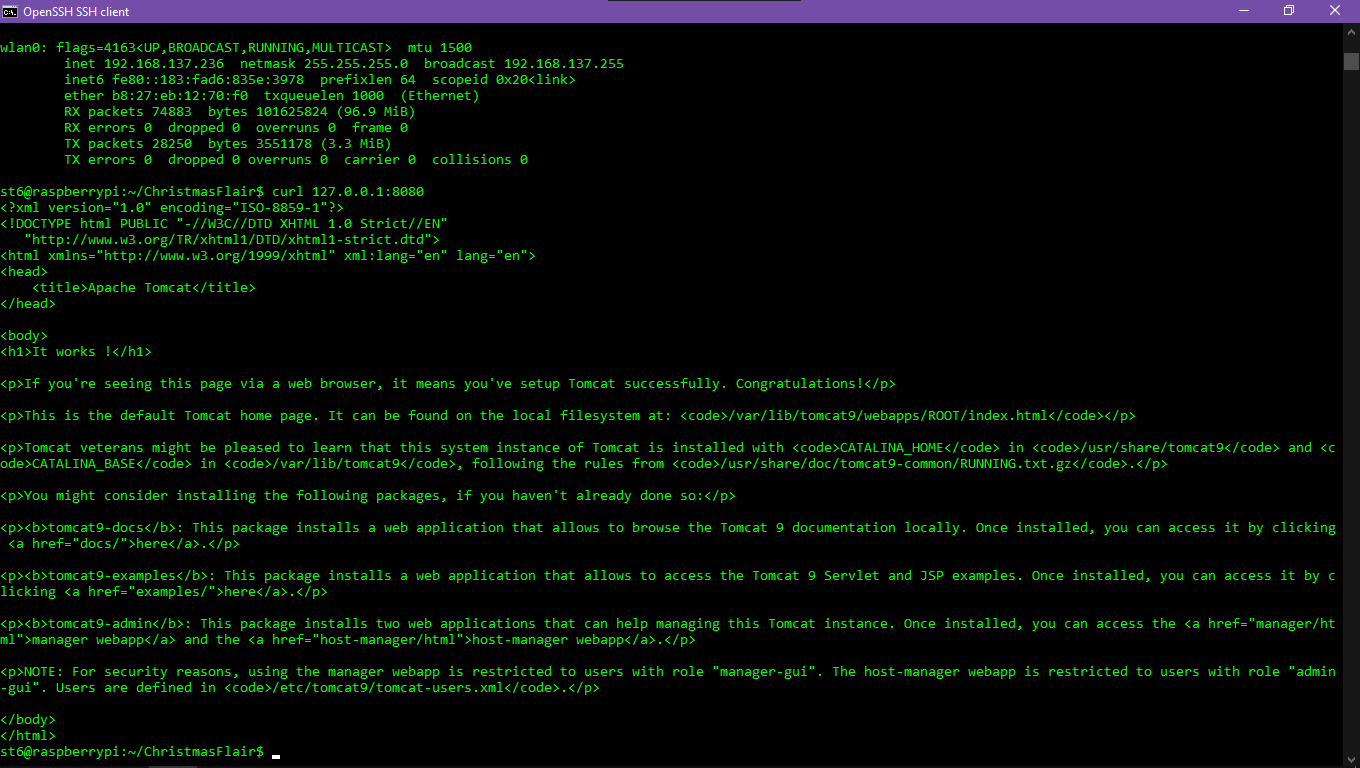 OpenSSH SSH client
wlan0: flags=4163<UP,BROADCAST,RUNNING,MULTICAST>  mtu 1500
        inet 192.168.137.236  netmask 255.255.255.0  broadcast 192.168.137.255
        inet6 fe80::183:fad6:835e:3978  prefixlen 64  scopeid 0x20<link>
        ether b8:27:eb:12:70:f0  txqueuelen 1000  (Ethernet)
        RX packets 74883  bytes 101625824 (96.9 MiB)
        RX errors 0  dropped 0  overruns 0  frame 0
        TX packets 28250  bytes 3551178 (3.3 MiB)
        TX errors 0  dropped 0 overruns 0  carrier 0  collisions 0
st6@raspberrypi:~/ChristmasFlair$ curl 127.0.0.1:8080
<?xml version="1.0" encoding="ISO-8859-1"?>
<!DOCTYPE html PUBLIC "-//W3C//DTD XHTML 1.0 Strict//EN"
   "http://www.w3.org/TR/xhtml1/DTD/xhtml1-strict.dtd">
<html xmlns="http://www.w3.org/1999/xhtml" xml:lang="en" lang="en">
<head>
    <title>Apache Tomcat</title>
</head>
<body>
<h1>It works !</h1>
<p>If you're seeing this page via a web browser, it means you've setup Tomcat successfully. Congratulations!</p>
<p>This is the default Tomcat home page. It can be found on the local filesystem at: <code>/var/lib/tomcat9/webapps/ROOT/index.html</code></p>
<p>Tomcat veterans might be pleased to learn that this system instance of Tomcat is installed with <code>CATALINA_HOME</code> in <code>/usr/share/tomcat9</code> and <c
ode>CATALINA_BASE</code> in <code>/var/lib/tomcat9</code>, following the rules from <code>/usr/share/doc/tomcat9-common/RUNNING.txt.gz</code>.</p>
<p>You might consider installing the following packages, if you haven't already done so:</p>
<p><b>tomcat9-docs</b>: This package installs a web application that allows to browse the Tomcat 9 documentation locally. Once installed, you can access it by clicking
 <a href="docs/">here</a>.</p>
<p><b>tomcat9-examples</b>: This package installs a web application that allows to access the Tomcat 9 Servlet and JSP examples. Once installed, you can access it by c
licking <a href="examples/">here</a>.</p>
<p><b>tomcat9-admin</b>: This package installs two web applications that can help managing this Tomcat instance. Once installed, you can access the <a href="manager/ht
ml">manager webapp</a> and the <a href="host-manager/html">host-manager webapp</a>.</p>
<p>NOTE: For security reasons, using the manager webapp is restricted to users with role "manager-gui". The host-manager webapp is restricted to users with role "admin
-gui". Users are defined in <code>/etc/tomcat9/tomcat-users.xml</code>.</p>
</body>
</html>
st6@raspberrypi:~/ChristmasFlair$